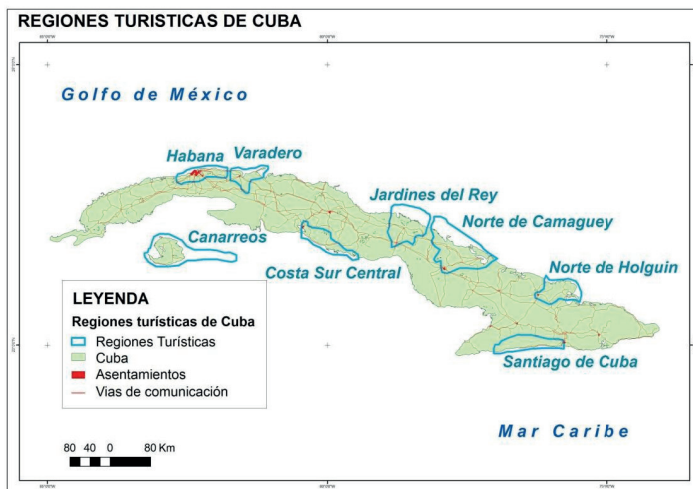 REGIONES TURISTICAS DE CUBA
Golfo de México
Habana
Varadero
Jardines del Rey
Norte de Camaguey
Canarreos
Costa Sur Central
Norte de Holguin
Santiago de Cuba
Mar Caribe
LEYENDA
Regiones turísticas de Cuba
Regiones Turísticas
Cuba
Asentamientos
Vias de comunicación
80 40 0 80 Km